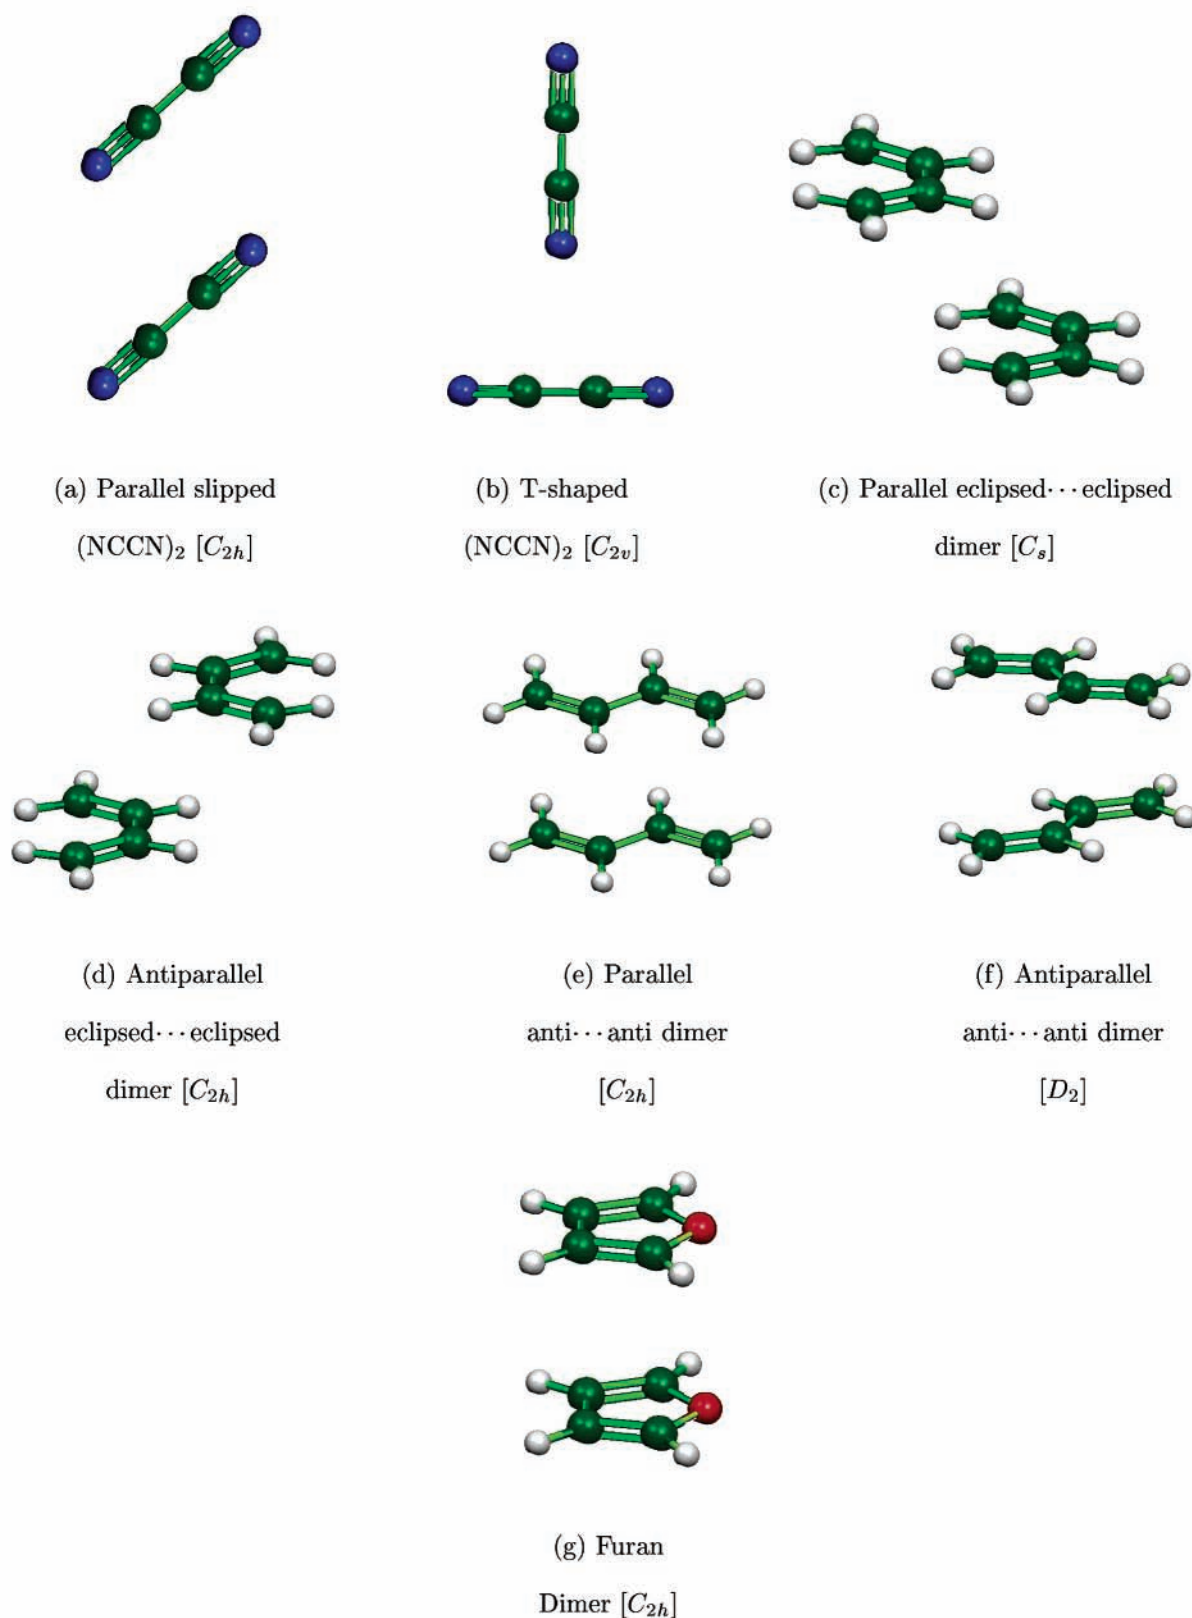 (a) Parallel slipped
(NCCN)₂ [C₂ₕ]
(b) T-shaped
(NCCN)₂ [C₂ᵥ]
(c) Parallel eclipsed···eclipsed
dimer [Cₛ]
(d) Antiparallel
eclipsed···eclipsed
dimer [C₂ₕ]
(e) Parallel
anti···anti dimer
[C₂ₕ]
(f) Antiparallel
anti···anti dimer
[D₂]
(g) Furan
Dimer [C₂ₕ]